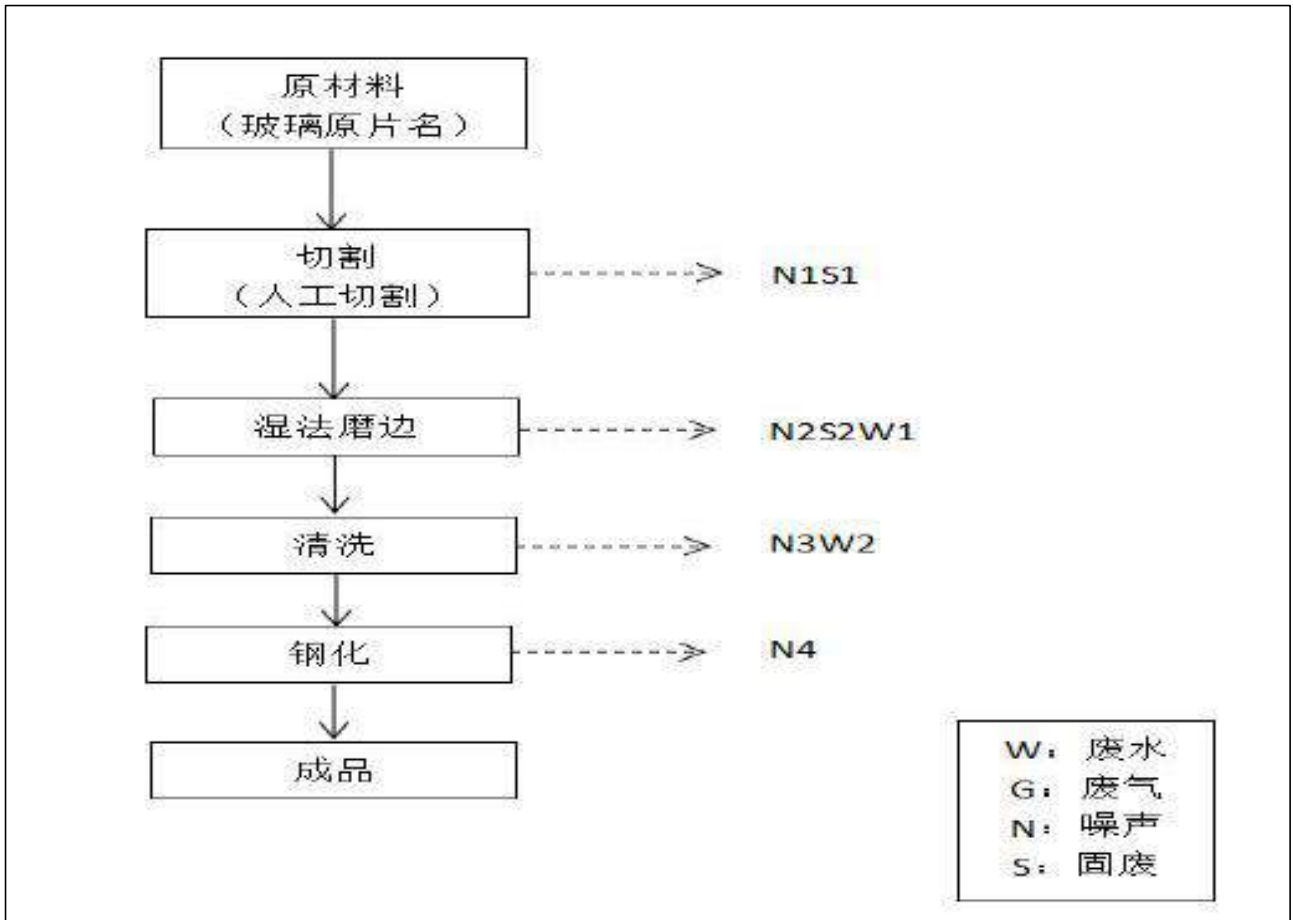 原材料
（玻璃原片名）
切割
（人工切割）
N1S1
湿法磨边
N2S2W1
清洗
N3W2
钢化
N4
成品
W：废水
G：废气
N：噪声
S：固废